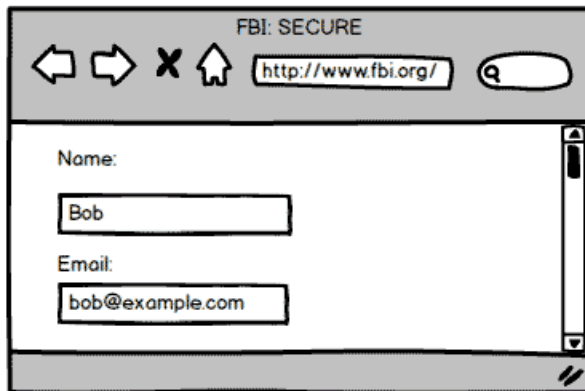 FBI: SECURE
http://www.fbi.org/
Name:
Bob
Email:
bob@example.com